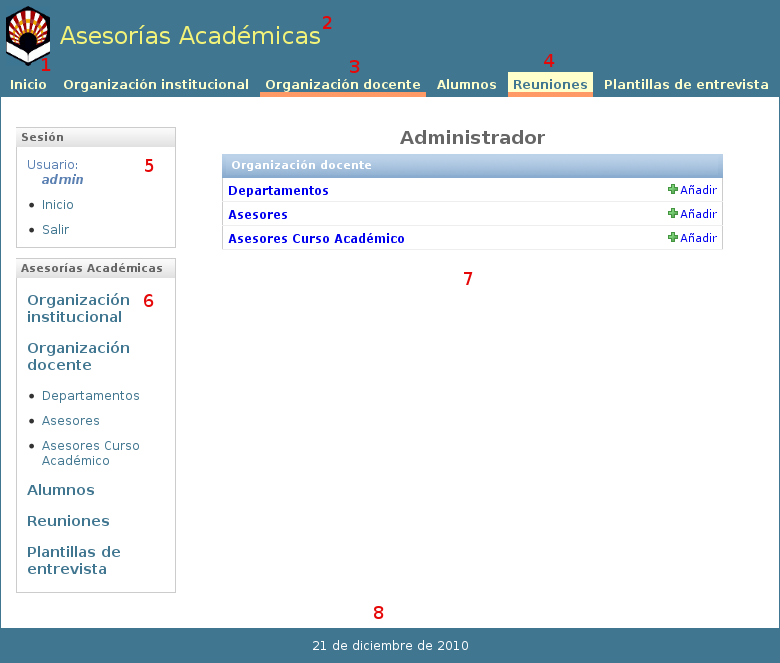 Asesorías Académicas 2
1 3 4
Inicio Organización institucional Organización docente Alumnos Reuniones Plantillas de entrevista
Sesión
Usuario: 5
admin
Inicio
Salir
Asesorías Académicas
Organización 6
institucional
Organización
docente
Departamentos
Asesores
Asesores Curso
Académico
Alumnos
Reuniones
Plantillas de
entrevista
Administrador
Organización docente
Departamentos Añadir
Asesores Añadir
Asesores Curso Académico Añadir
7
8
21 de diciembre de 2010